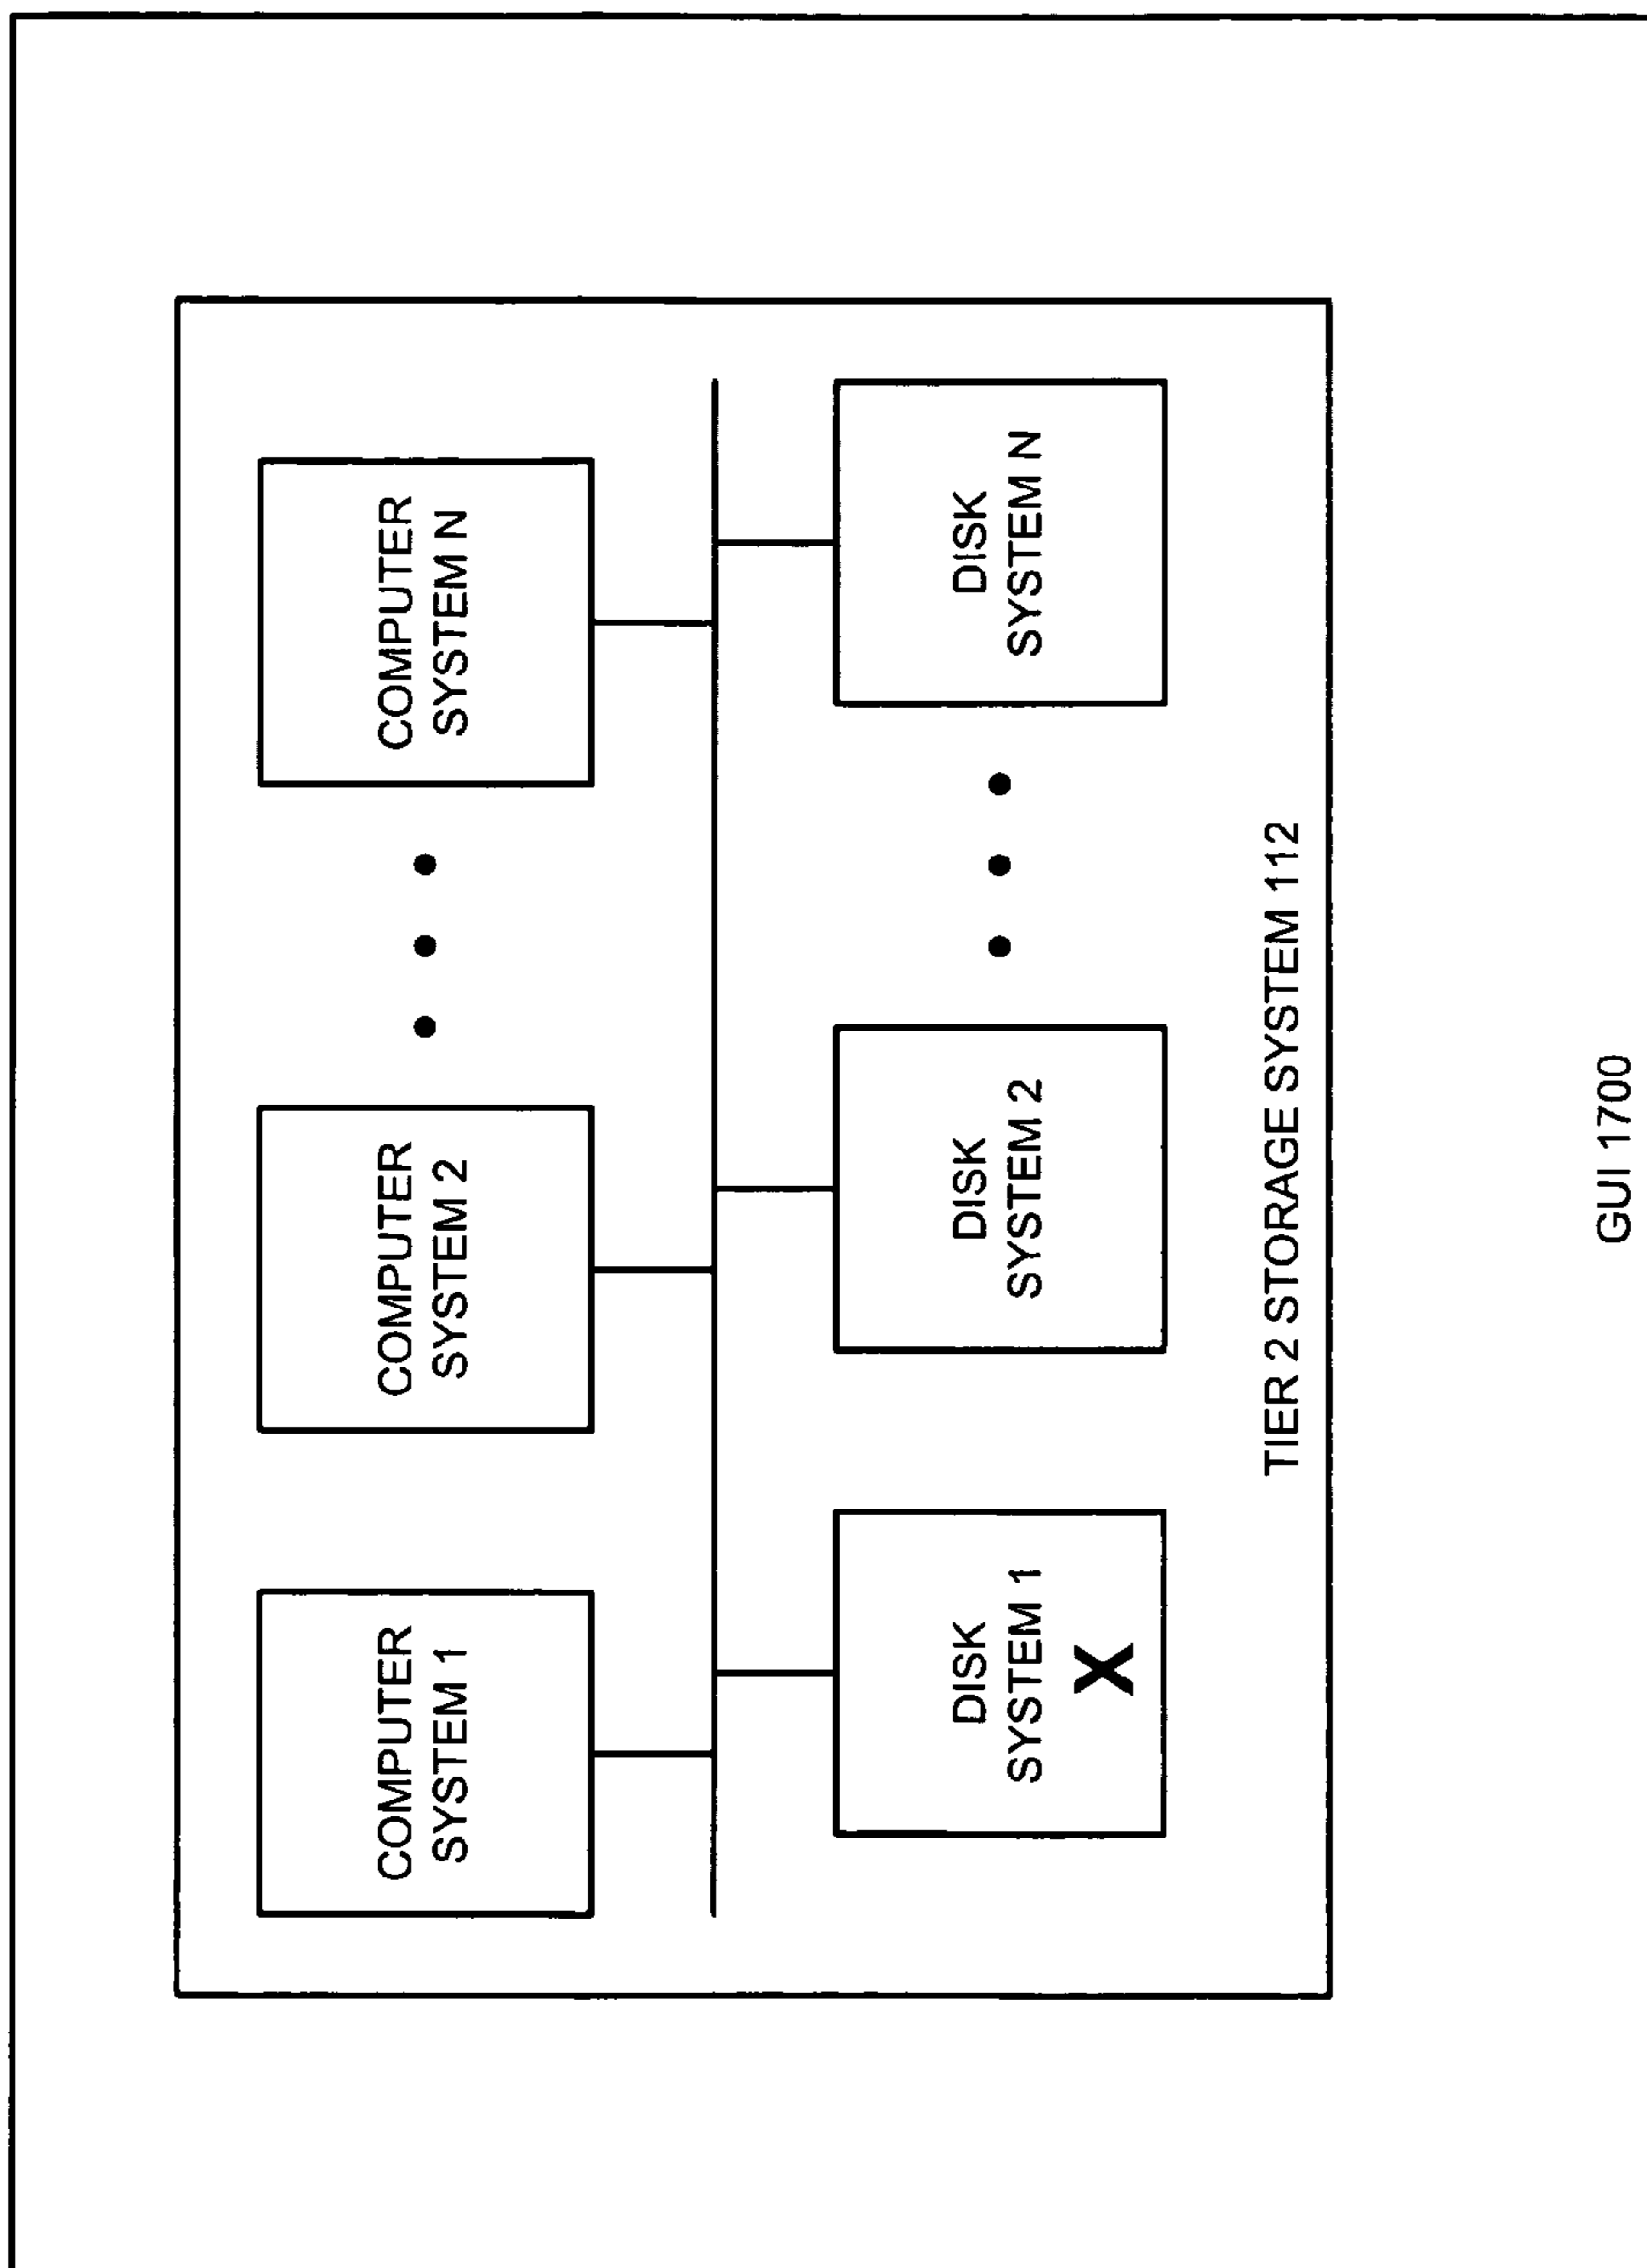 COMPUTER
SYSTEM 1
COMPUTER
SYSTEM 2
COMPUTER
SYSTEM N
DISK
SYSTEM 1
X
DISK
SYSTEM 2
DISK
SYSTEM N
TIER 2 STORAGE SYSTEM 112
GUI 1700